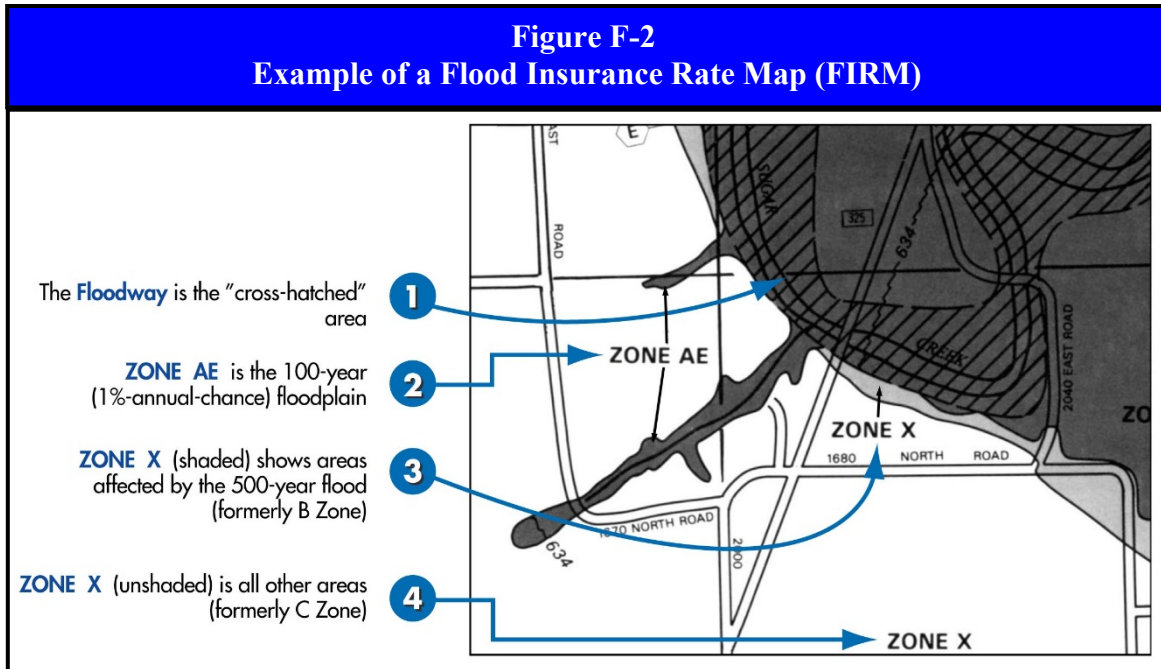 Figure F-2
Example of a Flood Insurance Rate Map (FIRM)
The Floodway is the "cross-hatched"
area
1
ZONE AE is the 100-year
(1%-annual-chance) floodplain
2
ZONE X (shaded) shows areas
affected by the 500-year flood
(formerly B Zone)
3
ZONE X (unshaded) is all other areas
(formerly C Zone)
4
AST
ROAD
E
SUGAR
325
634
CREEK
2040 EAST ROAD
ZONE AE
ZO
ZONE X
1680 NORTH ROAD
1670 NORTH ROAD
634
2000
ZONE X